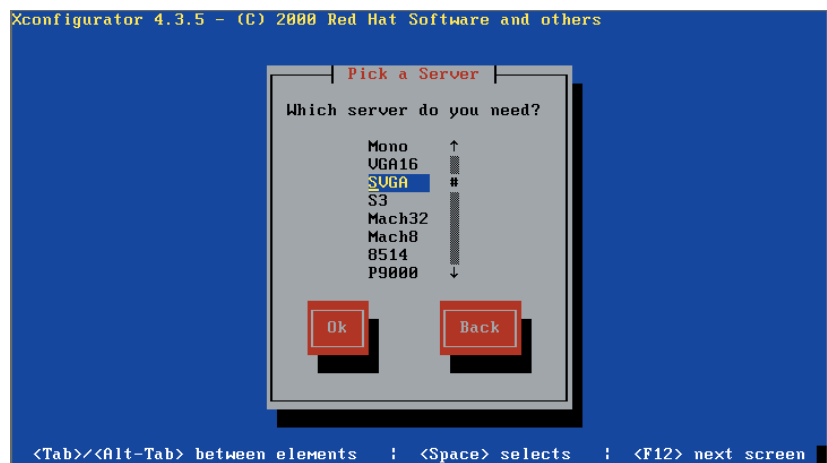 Xconfigurator 4.3.5 - (C) 2000 Red Hat Software and others
Pick a Server
Which server do you need?
Mono ↑
VGA16
SVGA #
S3
Mach32
Mach8
8514
P9000 ↓
Ok Back
<Tab>/<Alt-Tab> between elements ¦ <Space> selects ¦ <F12> next screen